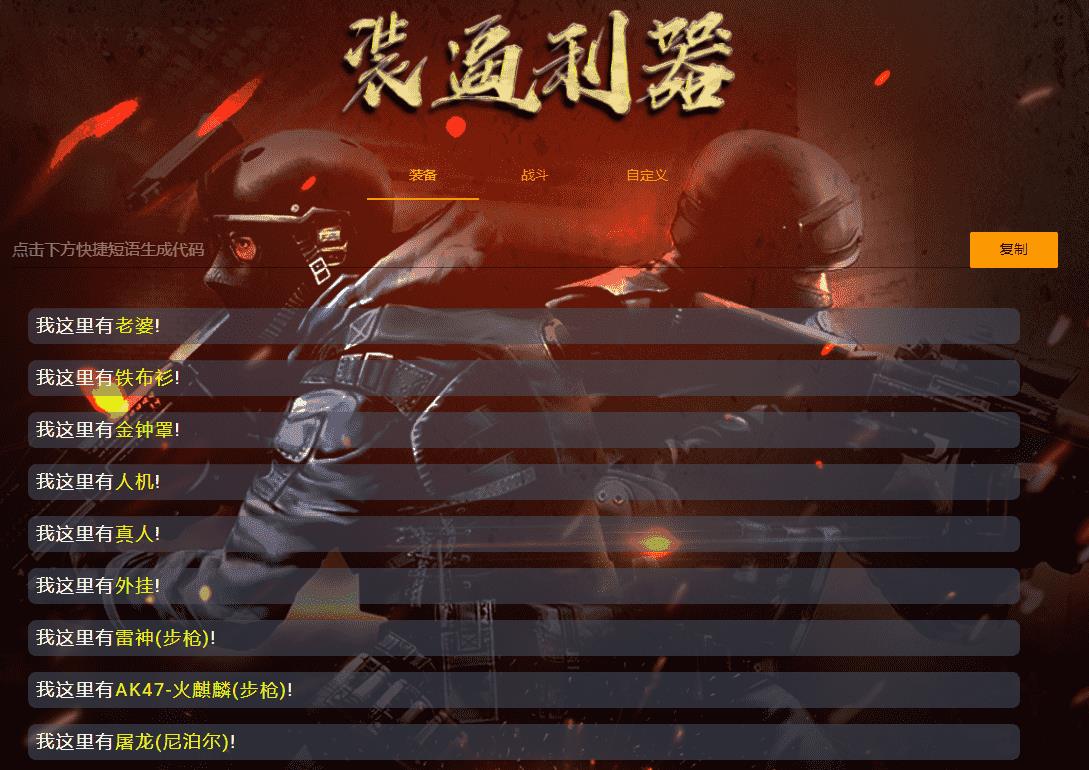 装逼利器
装备 战斗 自定义
点击下方快捷短语生成代码 复制
我这里有老婆!
我这里有铁布衫!
我这里有金钟罩!
我这里有人机!
我这里有真人!
我这里有外挂!
我这里有雷神(步枪)!
我这里有AK47-火麒麟(步枪)!
我这里有屠龙(尼泊尔)!